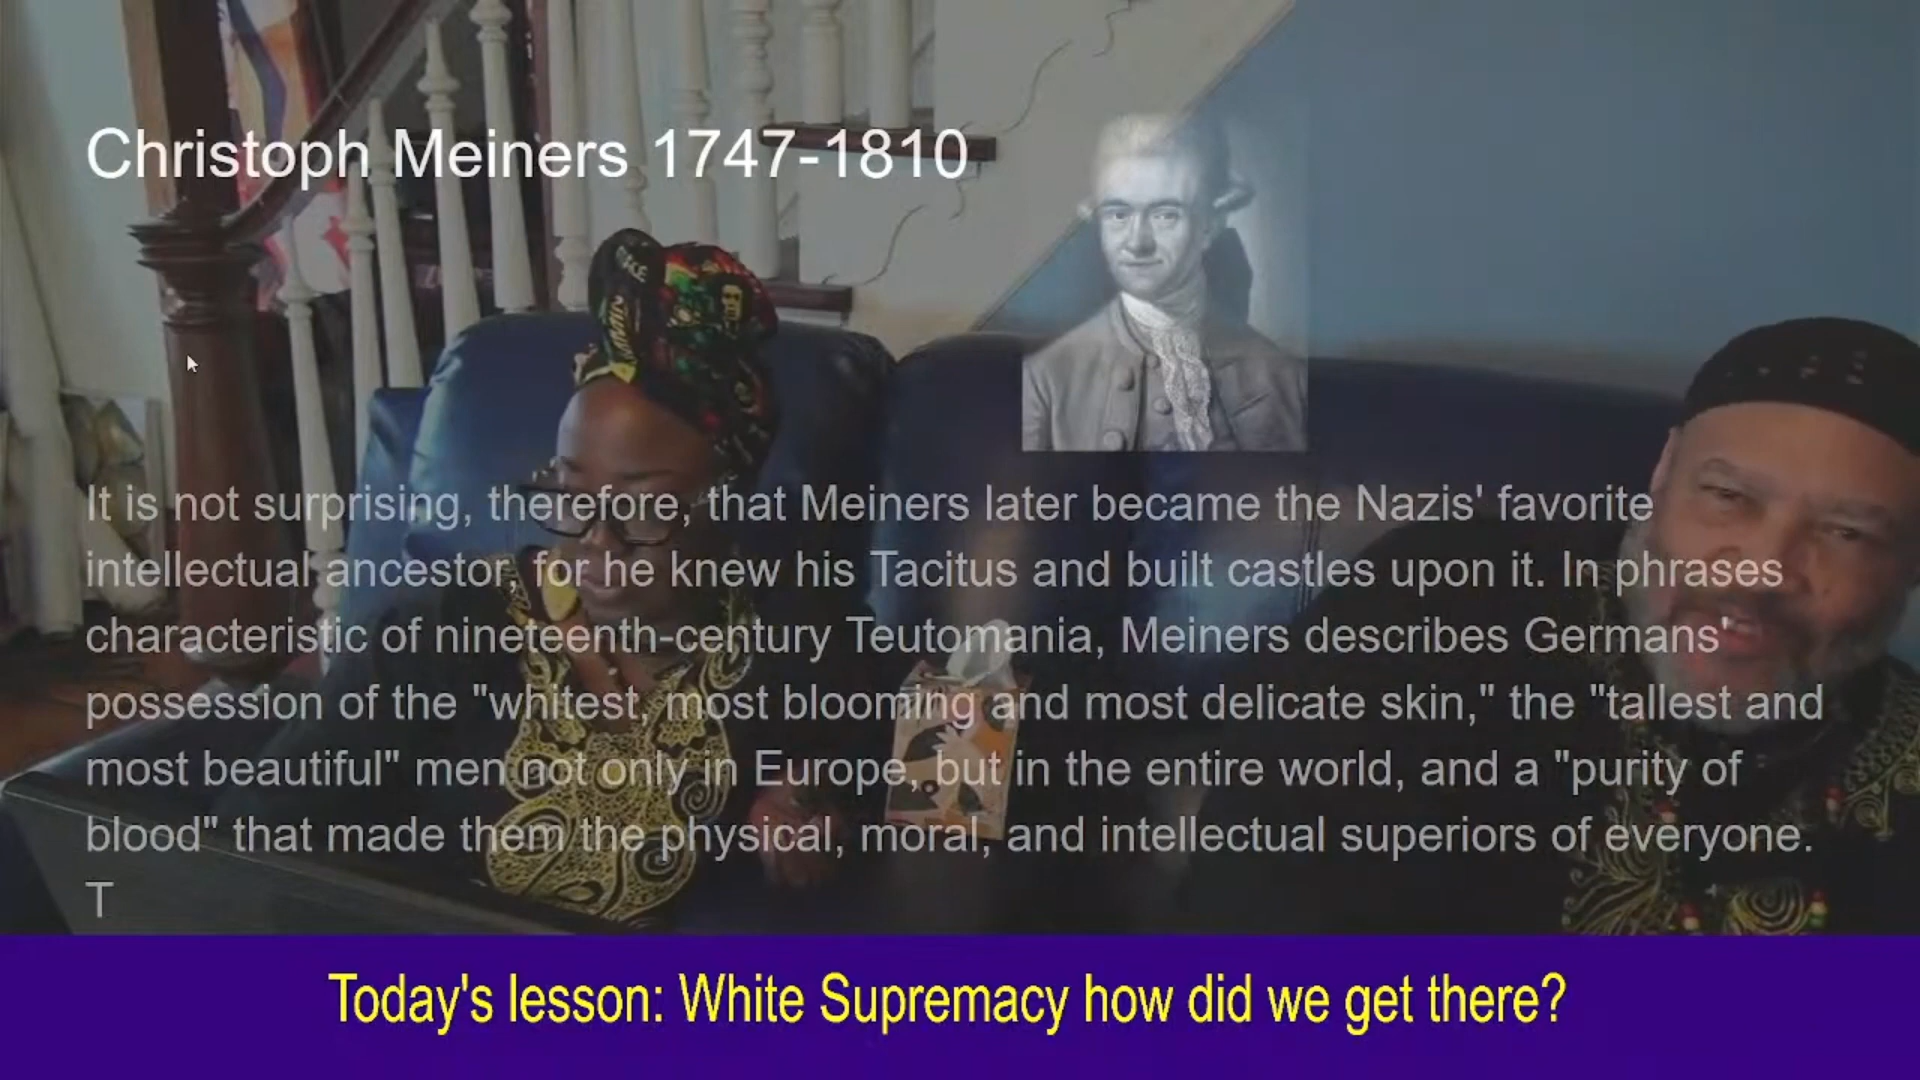 Christoph Meiners 1747-1810
It is not surprising, therefore, that Meiners later became the Nazis' favorite
intellectual ancestor, for he knew his Tacitus and built castles upon it. In phrases
characteristic of nineteenth-century Teutomania, Meiners describes Germans'
possession of the "whitest, most blooming and most delicate skin," the "tallest and
most beautiful" men not only in Europe, but in the entire world, and a "purity of
blood" that made them the physical, moral, and intellectual superiors of everyone.
T
Today's lesson: White Supremacy how did we get there?